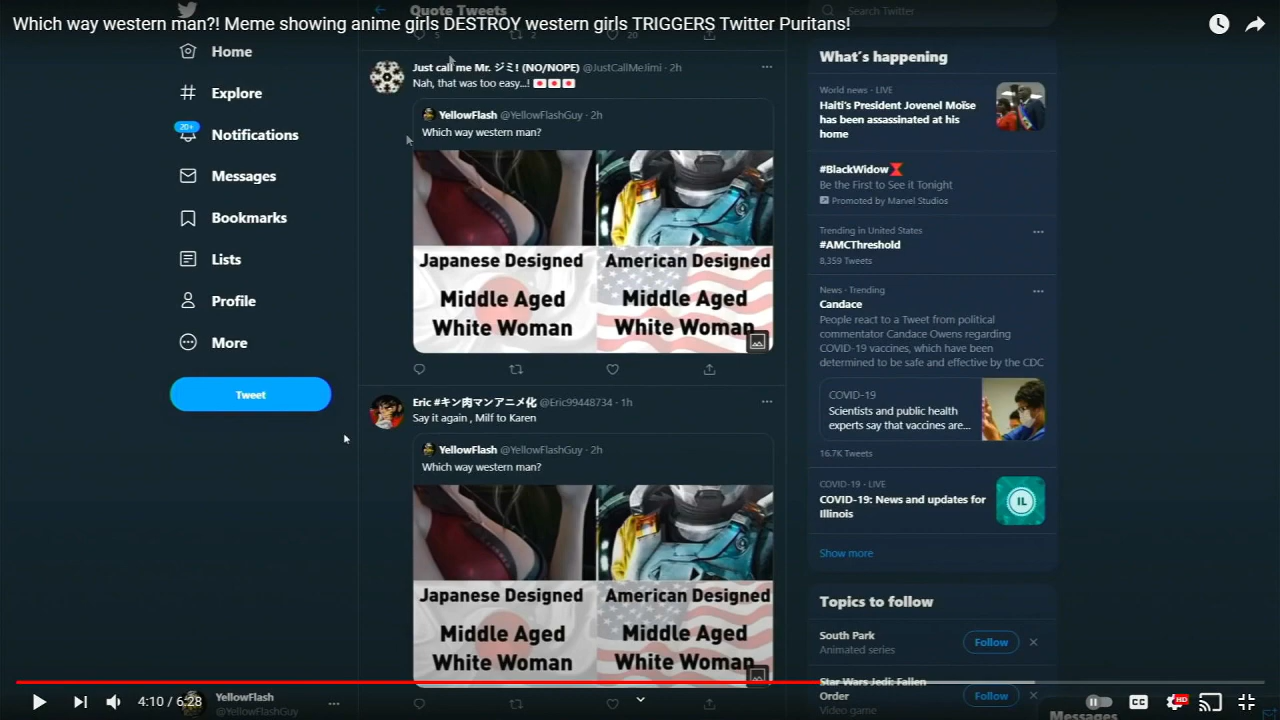 Which way western man?! Meme showing anime girls DESTROY western girls TRIGGERS Twitter Puritans!
Quote Tweets
Search Twitter
Home
Explore
20+
Notifications
Messages
Bookmarks
Lists
Profile
More
Tweet
5
2
20
Just call me Mr. ジミ! (NO/NOPE) @JustCallMeJimi · 2h
Nah, that was too easy...!
YellowFlash @YellowFlashGuy · 2h
Which way western man?
Japanese Designed
Middle Aged
White Woman
American Designed
Middle Aged
White Woman
Eric #キン肉マンアニメ化 @Eric99448734 · 1h
Say it again , Milf to Karen
YellowFlash @YellowFlashGuy · 2h
Which way western man?
Japanese Designed
Middle Aged
White Woman
American Designed
Middle Aged
White Woman
What's happening
World news · LIVE
Haiti's President Jovenel Moïse
has been assassinated at his
home
#BlackWidow
Be the First to See it Tonight
Promoted by Marvel Studios
Trending in United States
#AMCThreshold
8,359 Tweets
News · Trending
Candace
People react to a Tweet from political
commentator Candace Owens regarding
COVID-19 vaccines, which have been
determined to be safe and effective by the CDC
COVID-19
Scientists and public health
experts say that vaccines are...
16.7K Tweets
COVID-19 · LIVE
COVID-19: News and updates for
Illinois
IL
Show more
Topics to follow
South Park
Animated series
Follow
Star Wars Jedi: Fallen
Order
Video game
Follow
4:10 / 6:28
YellowFlash
@YellowFlashGuy
CC
HD
Messages